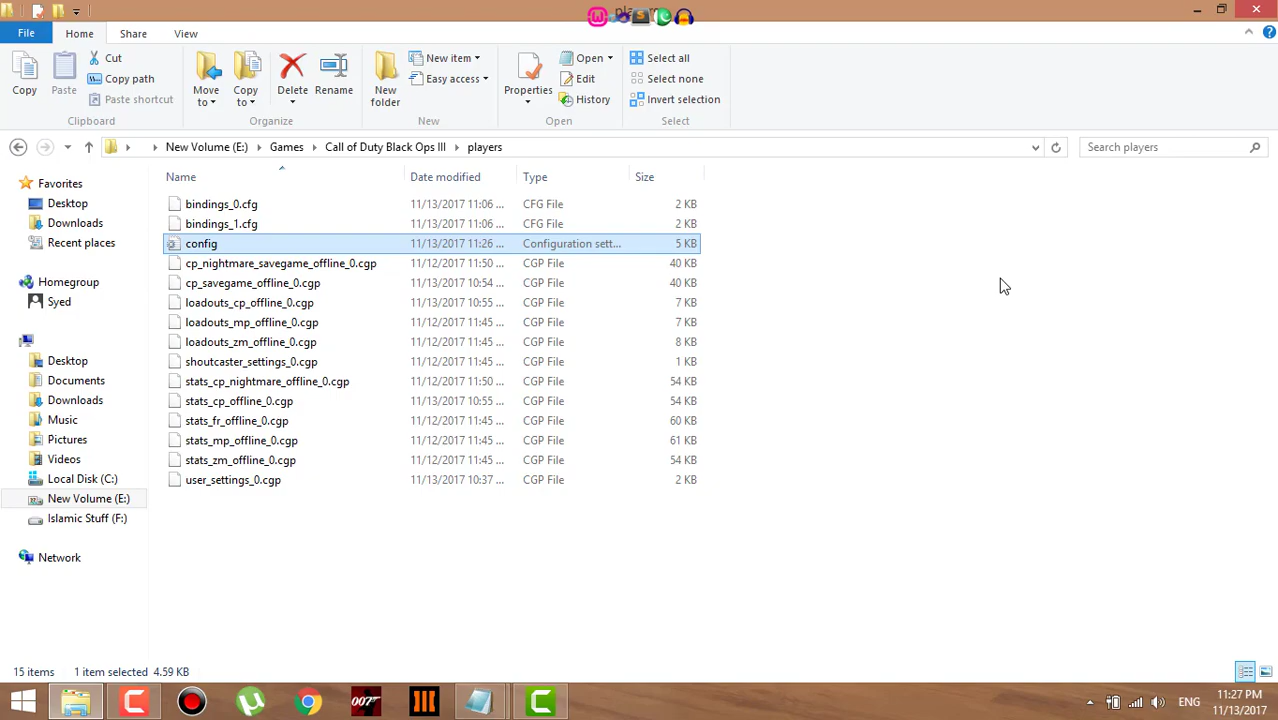 File Home Share View
Copy Paste Cut Copy path Paste shortcut Move to Copy to Delete Rename New folder New item Easy access Properties Open Edit History Select all Select none Invert selection
Clipboard Organize New Open Select
New Volume (E:) Games Call of Duty Black Ops III players Search players
Name Date modified Type Size
Favorites
Desktop
Downloads
Recent places
Homegroup
Syed
Desktop
Documents
Downloads
Music
Pictures
Videos
Local Disk (C:)
New Volume (E:)
Islamic Stuff (F:)
Network
bindings_0.cfg 11/13/2017 11:06 ... CFG File 2 KB
bindings_1.cfg 11/13/2017 11:06 ... CFG File 2 KB
config 11/13/2017 11:26 ... Configuration sett... 5 KB
cp_nightmare_savegame_offline_0.cgp 11/12/2017 11:50 ... CGP File 40 KB
cp_savegame_offline_0.cgp 11/13/2017 10:54 ... CGP File 40 KB
loadouts_cp_offline_0.cgp 11/13/2017 10:55 ... CGP File 7 KB
loadouts_mp_offline_0.cgp 11/12/2017 11:45 ... CGP File 7 KB
loadouts_zm_offline_0.cgp 11/12/2017 11:45 ... CGP File 8 KB
shoutcaster_settings_0.cgp 11/12/2017 11:45 ... CGP File 1 KB
stats_cp_nightmare_offline_0.cgp 11/12/2017 11:50 ... CGP File 54 KB
stats_cp_offline_0.cgp 11/13/2017 10:55 ... CGP File 54 KB
stats_fr_offline_0.cgp 11/12/2017 11:45 ... CGP File 60 KB
stats_mp_offline_0.cgp 11/12/2017 11:45 ... CGP File 61 KB
stats_zm_offline_0.cgp 11/12/2017 11:45 ... CGP File 54 KB
user_settings_0.cgp 11/13/2017 10:37 ... CGP File 2 KB
15 items 1 item selected 4.59 KB
007 III ENG 11:27 PM
11/13/2017